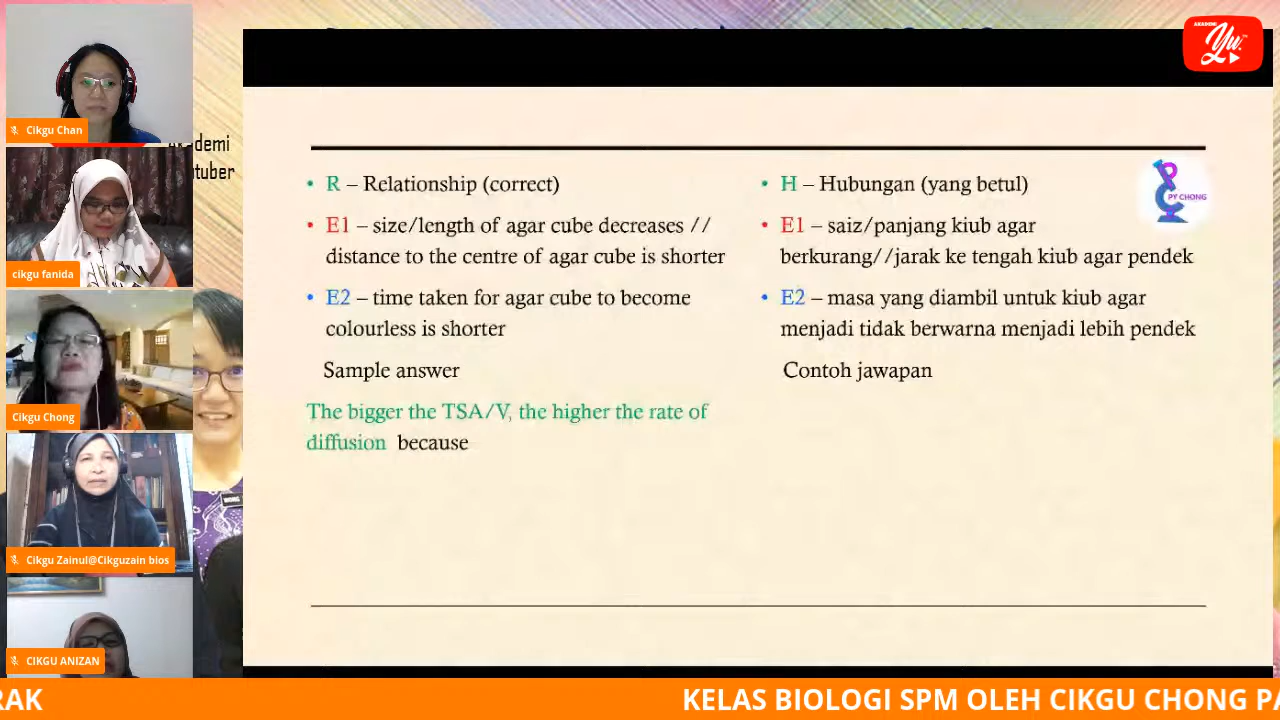 Cikgu Chan
cikgu fanida
Cikgu Chong
Cikgu Zainul@Cikguzain bios
CIKGU ANIZAN
AKADEMI
Yu.
PY CHONG
• R – Relationship (correct)
• E1 – size/length of agar cube decreases //
distance to the centre of agar cube is shorter
• E2 – time taken for agar cube to become
colourless is shorter
Sample answer
The bigger the TSA/V, the higher the rate of
diffusion because
• H – Hubungan (yang betul)
• E1 – saiz/panjang kiub agar
berkurang//jarak ke tengah kiub agar pendek
• E2 – masa yang diambil untuk kiub agar
menjadi tidak berwarna menjadi lebih pendek
Contoh jawapan
RAK
KELAS BIOLOGI SPM OLEH CIKGU CHONG PA